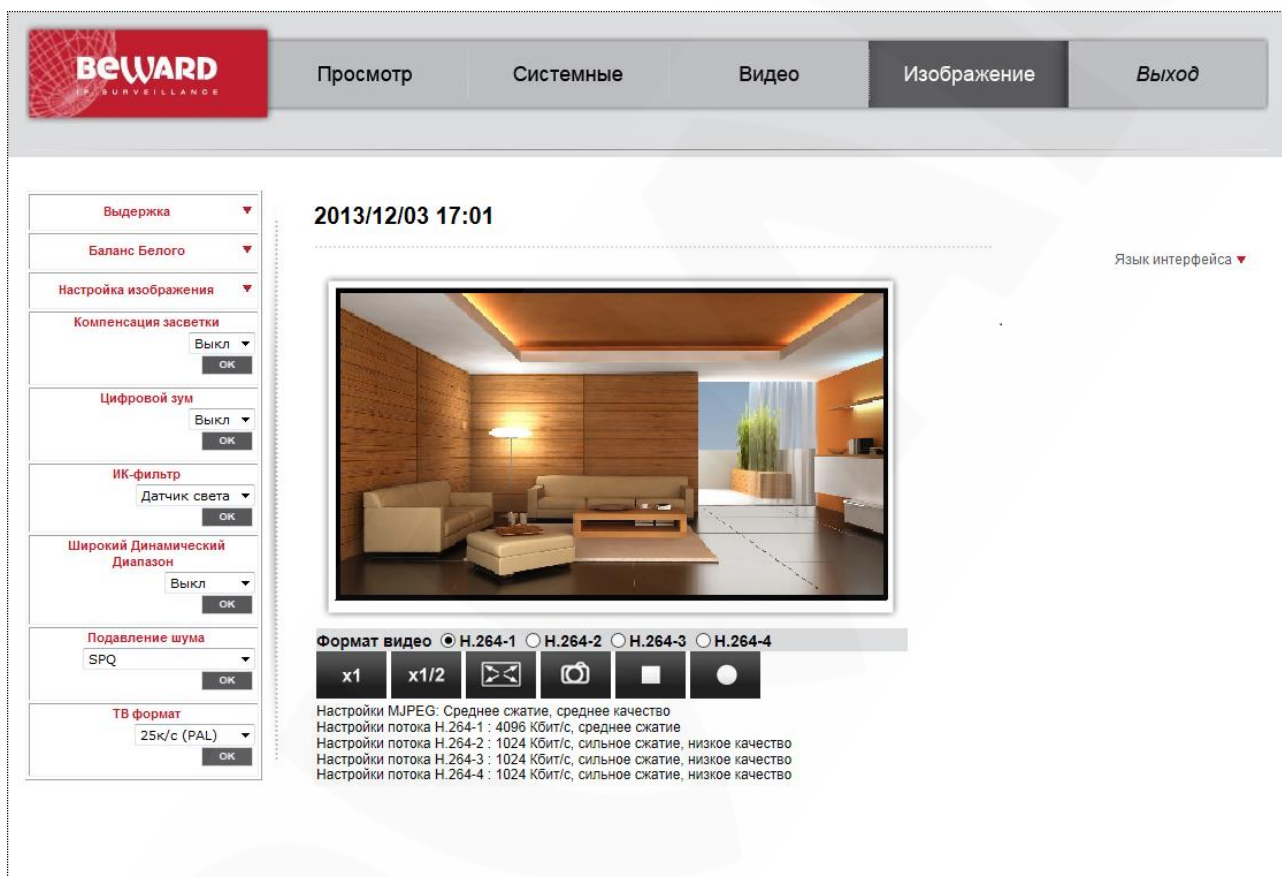 BEWARD
IP SURVEILLANCE
Просмотр
Системные
Видео
Изображение
Выход
Выдержка
Баланс Белого
Настройка изображения
Компенсация засветки
Выкл
OK
Цифровой зум
Выкл
OK
ИК-фильтр
Датчик света
OK
Широкий Динамический
Диапазон
Выкл
OK
Подавление шума
SPQ
OK
ТВ формат
25к/с (PAL)
OK
2013/12/03 17:01
Язык интерфейса
Формат видео H.264-1 H.264-2 H.264-3 H.264-4
x1 x1/2
Настройки MJPEG: Среднее сжатие, среднее качество
Настройки потока H.264-1 : 4096 Кбит/с, среднее сжатие
Настройки потока H.264-2 : 1024 Кбит/с, сильное сжатие, низкое качество
Настройки потока H.264-3 : 1024 Кбит/с, сильное сжатие, низкое качество
Настройки потока H.264-4 : 1024 Кбит/с, сильное сжатие, низкое качество